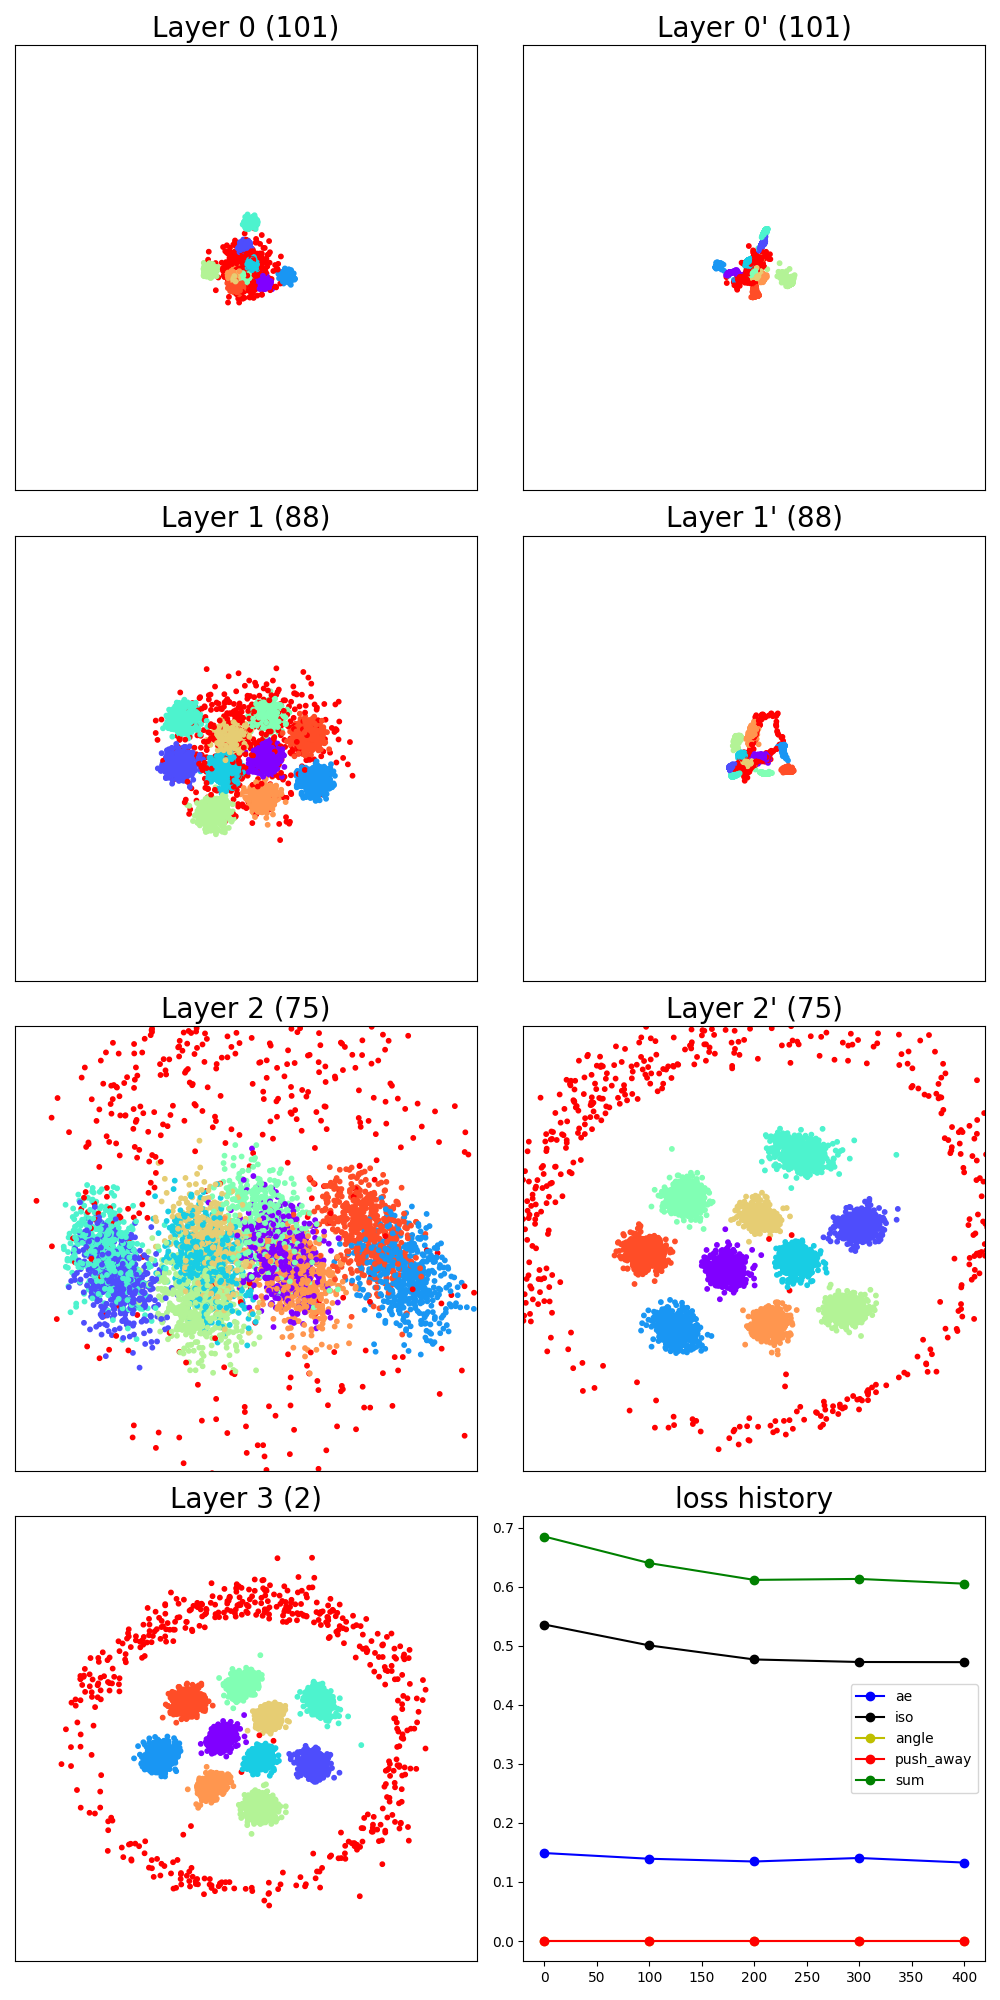 Layer 0 (101)
Layer 0' (101)
Layer 1 (88)
Layer 1' (88)
Layer 2 (75)
Layer 2' (75)
Layer 3 (2)
loss history
0.7
0.6
0.5
0.4
0.3
0.2
0.1
0.0
ae
iso
angle
push_away
sum
0 50 100 150 200 250 300 350 400